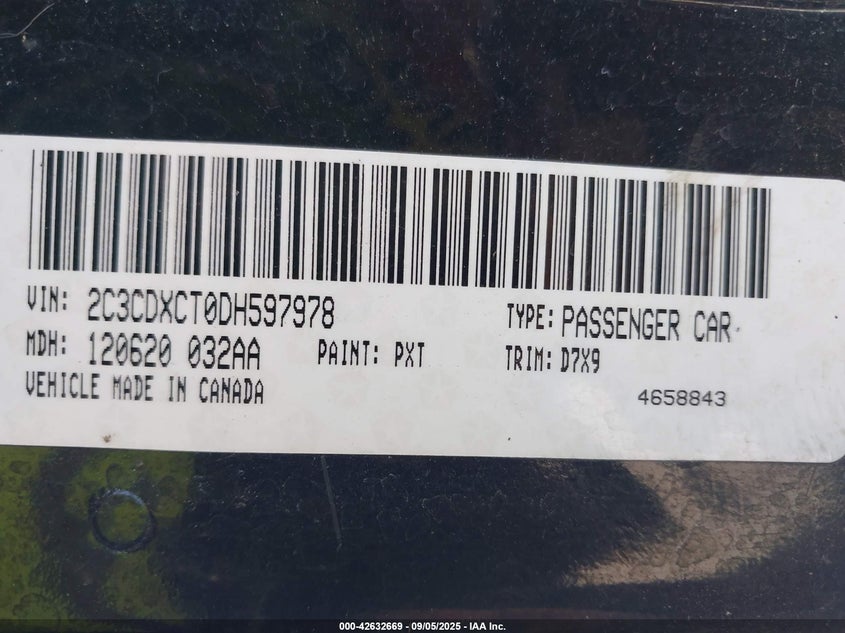 VIN: 2C3CDXCT0DH597978 TYPE: PASSENGER CAR
MDH: 120620 032AA PAINT: PXT TRIM: D7X9
VEHICLE MADE IN CANADA 4658843
000-42632669 - 09/05/2025 - IAA Inc.